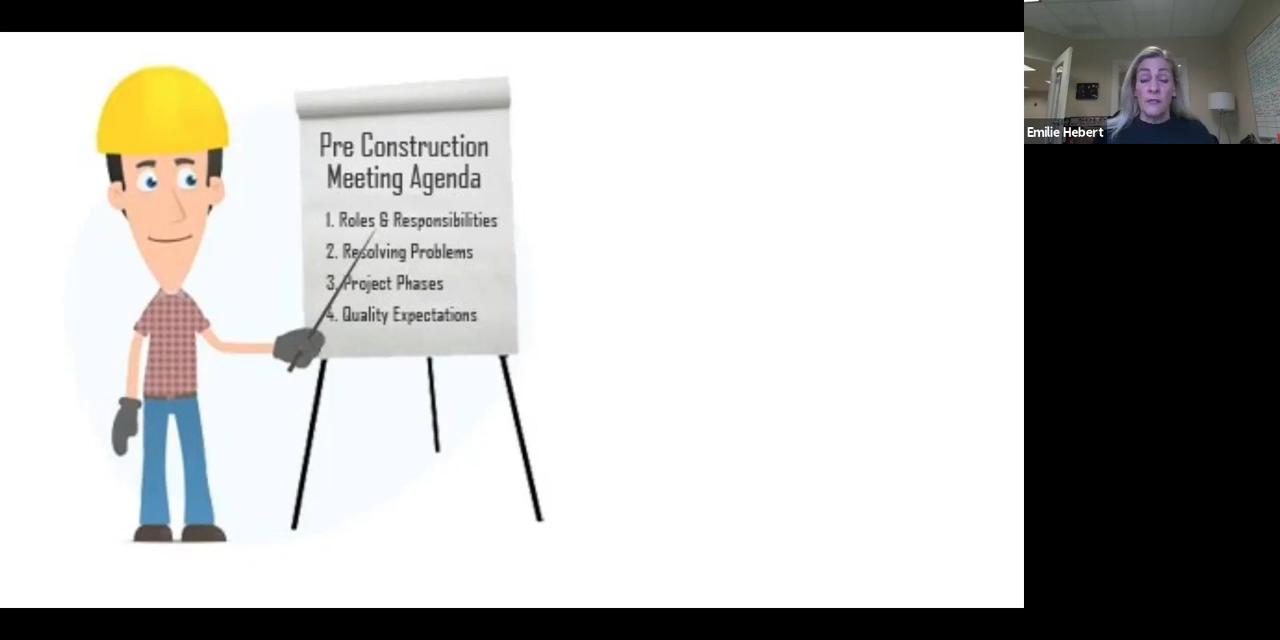 Pre Construction
Meeting Agenda
1. Roles & Responsibilities
2. Resolving Problems
3. Project Phases
4. Quality Expectations
Emilie Hebert